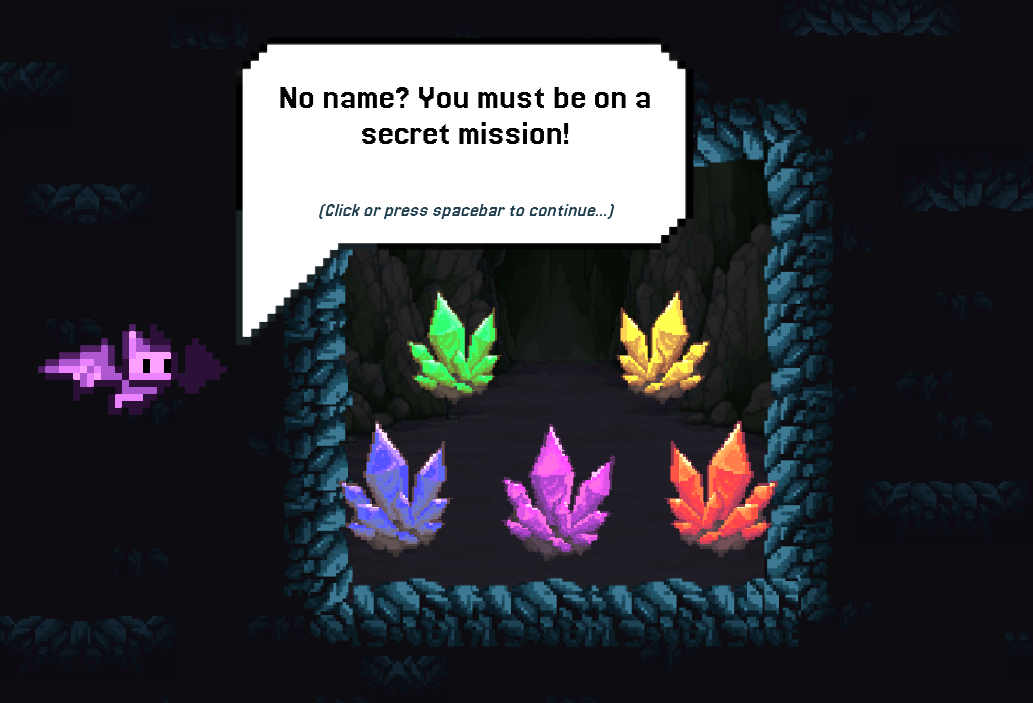 No name? You must be on a
secret mission!
(Click or press spacebar to continue...)